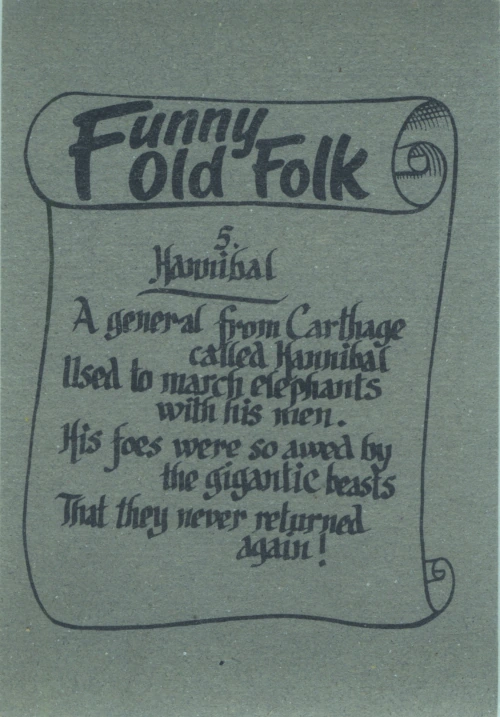 Funny
Old Folk
5.
Hannibal
A general from Carthage
called Hannibal
Used to march elephants
with his men.
His foes were so awed by
the gigantic beasts
That they never returned
again!